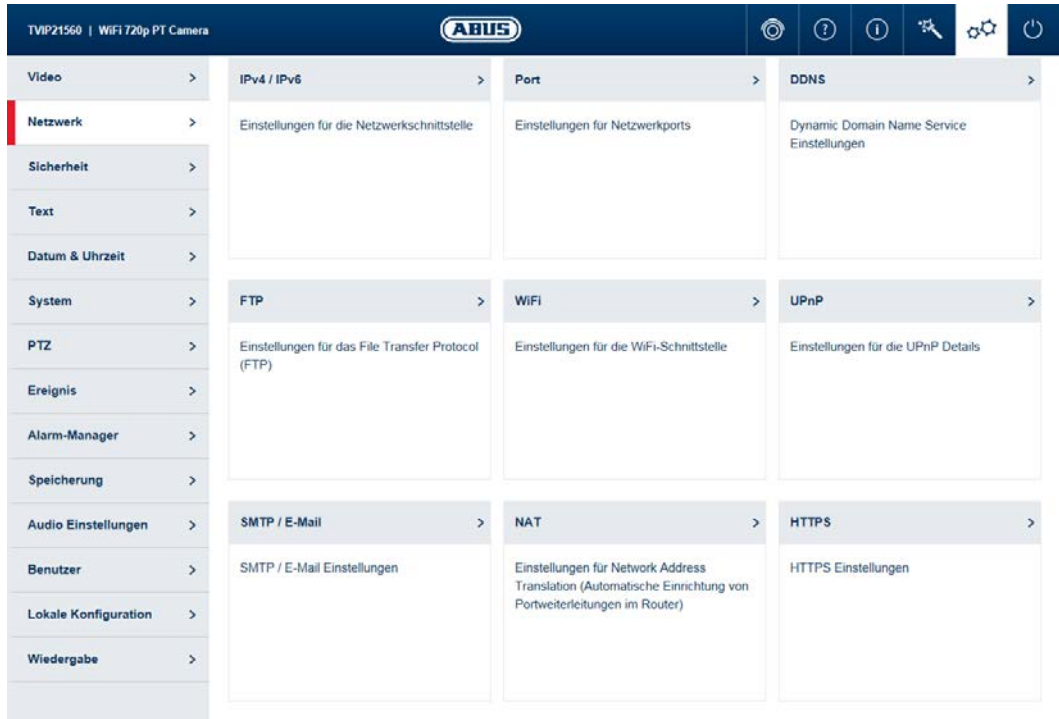 TVIP21560 | WiFi 720p PT Camera
ABUS
Video
Netzwerk
Sicherheit
Text
Datum & Uhrzeit
System
PTZ
Ereignis
Alarm-Manager
Speicherung
Audio Einstellungen
Benutzer
Lokale Konfiguration
Wiedergabe
IPv4 / IPv6
Einstellungen für die Netzwerkschnittstelle
Port
Einstellungen für Netzwerkports
DDNS
Dynamic Domain Name Service
Einstellungen
FTP
Einstellungen für das File Transfer Protocol
(FTP)
WiFi
Einstellungen für die WiFi-Schnittstelle
UPnP
Einstellungen für die UPnP Details
SMTP / E-Mail
SMTP / E-Mail Einstellungen
NAT
Einstellungen für Network Address
Translation (Automatische Einrichtung von
Portweiterleitungen im Router)
HTTPS
HTTPS Einstellungen